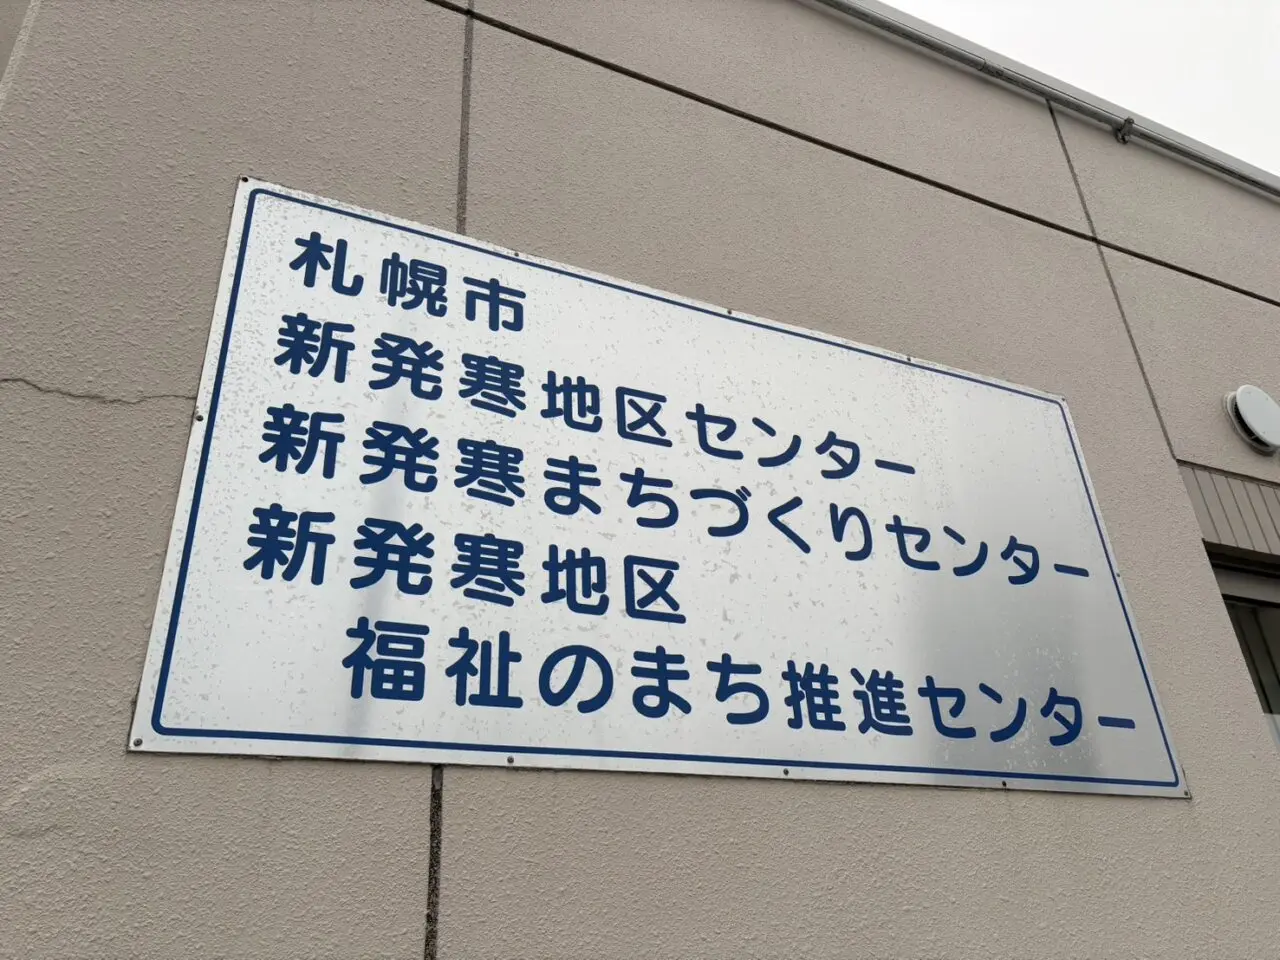 札幌市
新発寒地区センター
新発寒まちづくりセンター
新発寒地区
福祉のまち推進センター